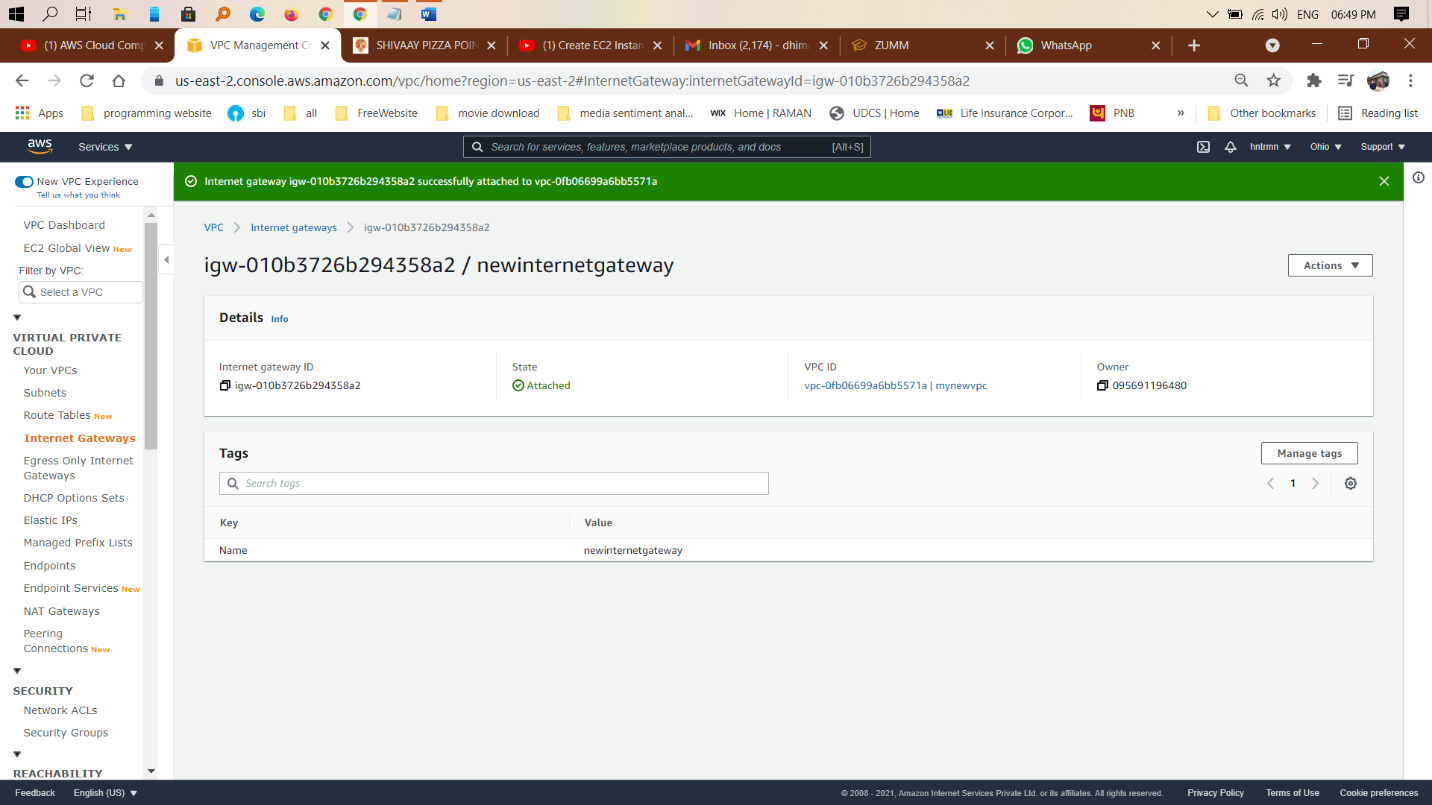 ENG 06:49 PM
(1) AWS Cloud Comp
VPC Management Co
SHIVAAY PIZZA POIN
(1) Create EC2 Instan
Inbox (2,174) - dhima
ZUMM
WhatsApp
us-east-2.console.aws.amazon.com/vpc/home?region=us-east-2#InternetGateway:internetGatewayId=igw-010b3726b294358a2
Apps programming website sbi all FreeWebsite movie download media sentiment anal... WIX Home | RAMAN UDCS | Home LIC Life Insurance Corpor... PNB » Other bookmarks Reading list
aws Services Search for services, features, marketplace products, and docs [Alt+S] hntrmn Ohio Support
New VPC Experience
Tell us what you think
VPC Dashboard
EC2 Global View New
Filter by VPC:
Select a VPC
VIRTUAL PRIVATE
CLOUD
Your VPCs
Subnets
Route Tables New
Internet Gateways
Egress Only Internet
Gateways
DHCP Options Sets
Elastic IPs
Managed Prefix Lists
Endpoints
Endpoint Services New
NAT Gateways
Peering
Connections New
SECURITY
Network ACLs
Security Groups
REACHABILITY
Internet gateway igw-010b3726b294358a2 successfully attached to vpc-0fb06699a6bb5571a
VPC > Internet gateways > igw-010b3726b294358a2
igw-010b3726b294358a2 / newinternetgateway
Actions
Details Info
Internet gateway ID
igw-010b3726b294358a2
State
Attached
VPC ID
vpc-0fb06699a6bb5571a | mynewvpc
Owner
095691196480
Tags
Manage tags
Search tags
1
Key Value
Name newinternetgateway
Feedback English (US) © 2008 - 2021, Amazon Internet Services Private Ltd. or its affiliates. All rights reserved. Privacy Policy Terms of Use Cookie preferences